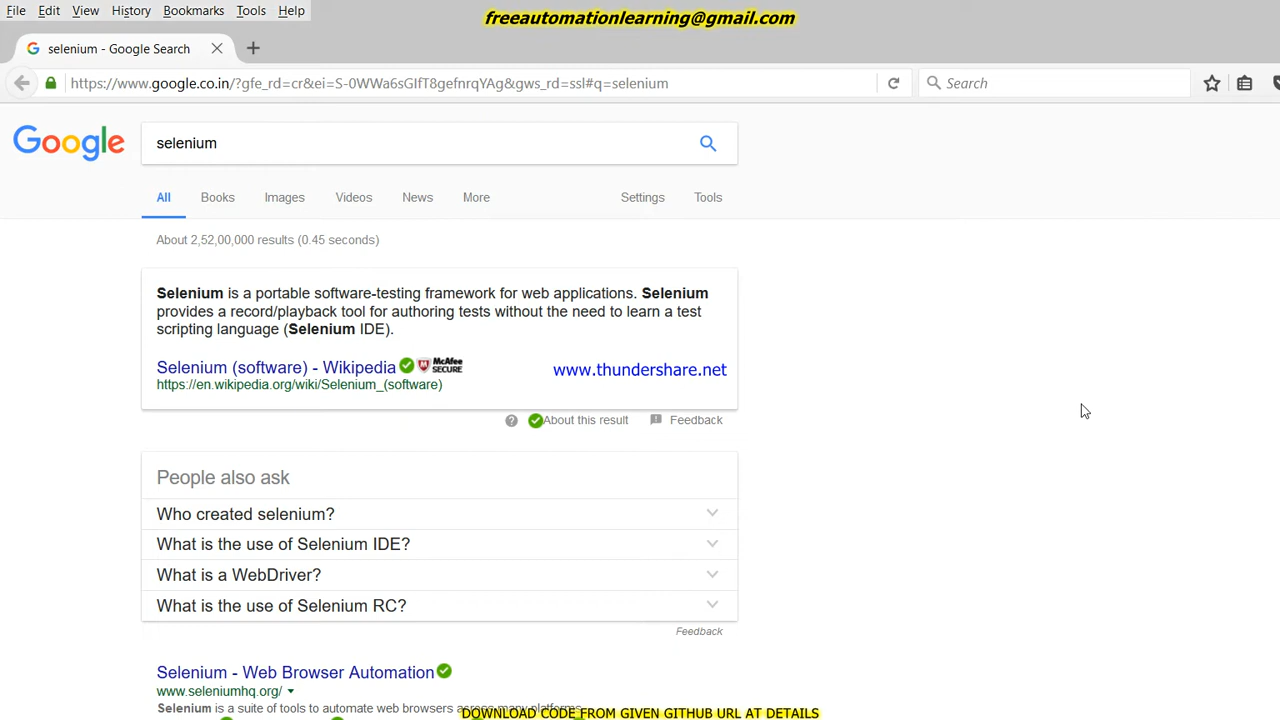 File Edit View History Bookmarks Tools Help
freeautomationlearning@gmail.com
selenium - Google Search
https://www.google.co.in/?gfe_rd=cr&ei=S-0WWa6sGIfT8gefnrqYAg&gws_rd=ssl#q=selenium
Search
Google
selenium
All Books Images Videos News More Settings Tools
About 2,52,00,000 results (0.45 seconds)
Selenium is a portable software-testing framework for web applications. Selenium
provides a record/playback tool for authoring tests without the need to learn a test
scripting language (Selenium IDE).
Selenium (software) - Wikipedia McAfee SECURE
www.thundershare.net
https://en.wikipedia.org/wiki/Selenium_(software)
About this result Feedback
People also ask
Who created selenium?
What is the use of Selenium IDE?
What is a WebDriver?
What is the use of Selenium RC?
Feedback
Selenium - Web Browser Automation
www.seleniumhq.org/
Selenium is a suite of tools to automate web browsers across many platforms.
DOWNLOAD CODE FROM GIVEN GITHUB URL AT DETAILS